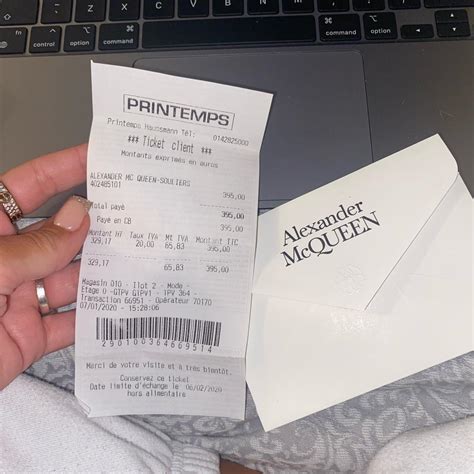 PRINTEMPS
Printemps Haussmann Tél: 0142825000
### Ticket client ###
Montants exprimés en euros
ALEXANDER MC QUEEN-SOULIERS
402465101 395,00
Total payé 395,00
Payé en CB 395,00
Montant HT Taux TVA Mt TVA Montant TTC
329,17 20,00 65,83 395,00
329,17 65,83 395,00
Magasin 010 - Ilot 2 - Mode -
Etage 0 -GTPV GTPV1 - TPV 364 -
Transaction 66951 - Opérateur 70170
07/01/2020 - 15:28:06
290100364669514
Merci de votre visite et à très bientôt.
Conservez ce ticket
Date limite d'échange le 06/02/2020
hors alimentaire
Alexander
McQUEEN
control
option
command
command
option